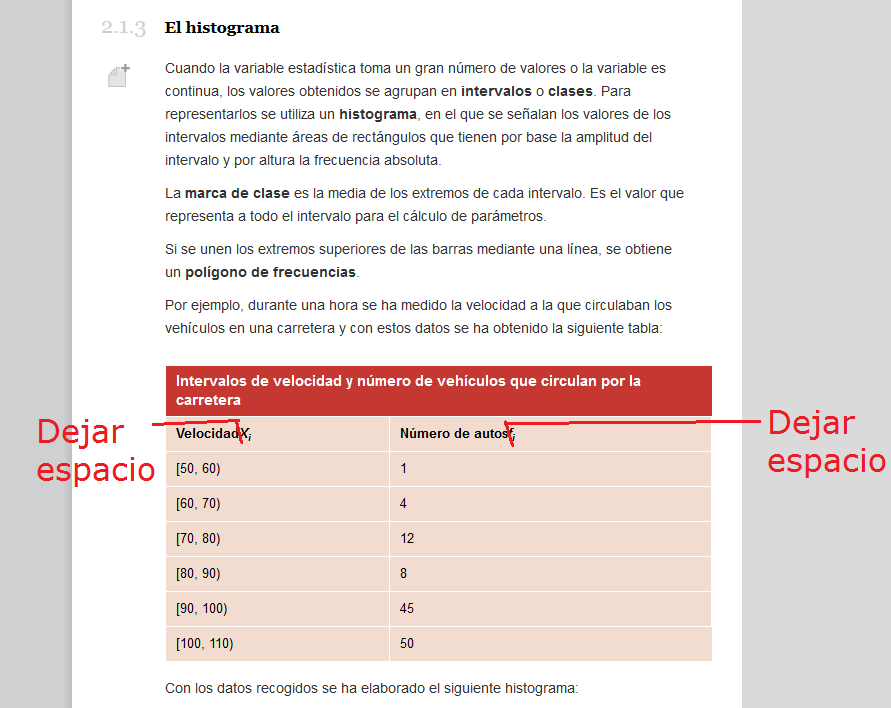 2.1.3 El histograma
Cuando la variable estadística toma un gran número de valores o la variable es
continua, los valores obtenidos se agrupan en intervalos o clases. Para
representarlos se utiliza un histograma, en el que se señalan los valores de los
intervalos mediante áreas de rectángulos que tienen por base la amplitud del
intervalo y por altura la frecuencia absoluta.
La marca de clase es la media de los extremos de cada intervalo. Es el valor que
representa a todo el intervalo para el cálculo de parámetros.
Si se unen los extremos superiores de las barras mediante una línea, se obtiene
un polígono de frecuencias.
Por ejemplo, durante una hora se ha medido la velocidad a la que circulaban los
vehículos en una carretera y con estos datos se ha obtenido la siguiente tabla:
Intervalos de velocidad y número de vehículos que circulan por la
carretera
Dejar
espacio
VelocidadXi Número de autosfi
Dejar
espacio
[50, 60) 1
[60, 70) 4
[70, 80) 12
[80, 90) 8
[90, 100) 45
[100, 110) 50
Con los datos recogidos se ha elaborado el siguiente histograma: